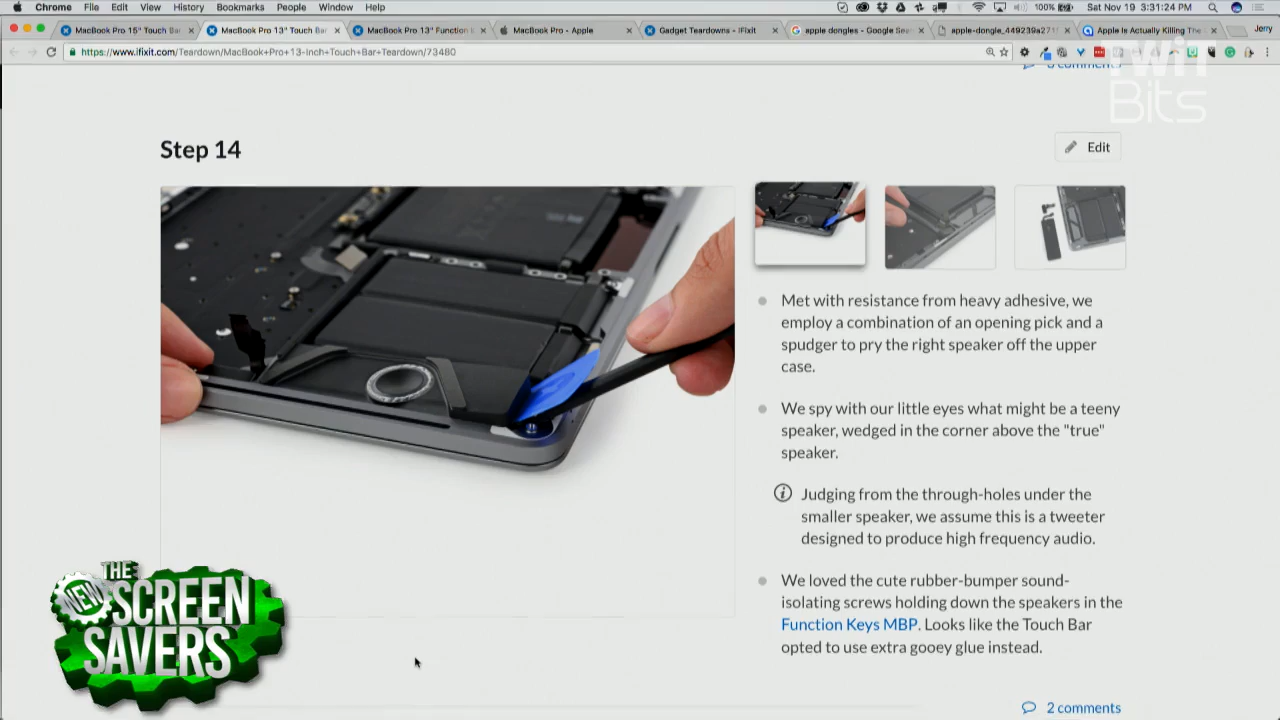 Chrome File Edit View History Bookmarks People Window Help
100% Sat Nov 19 3:31:24 PM
MacBook Pro 15" Touch Bar
MacBook Pro 13" Touch Bar
MacBook Pro 13" Function
MacBook Pro - Apple
Gadget Teardowns - iFixit
apple dongles - Google Sea
apple-dongle_449239a271
Apple Is Actually Killing The
Jerry
https://www.ifixit.com/Teardown/MacBook+Pro+13-Inch+Touch+Bar+Teardown/73480
comments
TWiT
Bits
Step 14
Edit
Met with resistance from heavy adhesive, we
employ a combination of an opening pick and a
spudger to pry the right speaker off the upper
case.
We spy with our little eyes what might be a teeny
speaker, wedged in the corner above the "true"
speaker.
Judging from the through-holes under the
smaller speaker, we assume this is a tweeter
designed to produce high frequency audio.
We loved the cute rubber-bumper sound-
isolating screws holding down the speakers in the
Function Keys MBP. Looks like the Touch Bar
opted to use extra gooey glue instead.
2 comments
THE
NEW SCREEN
SAVERS